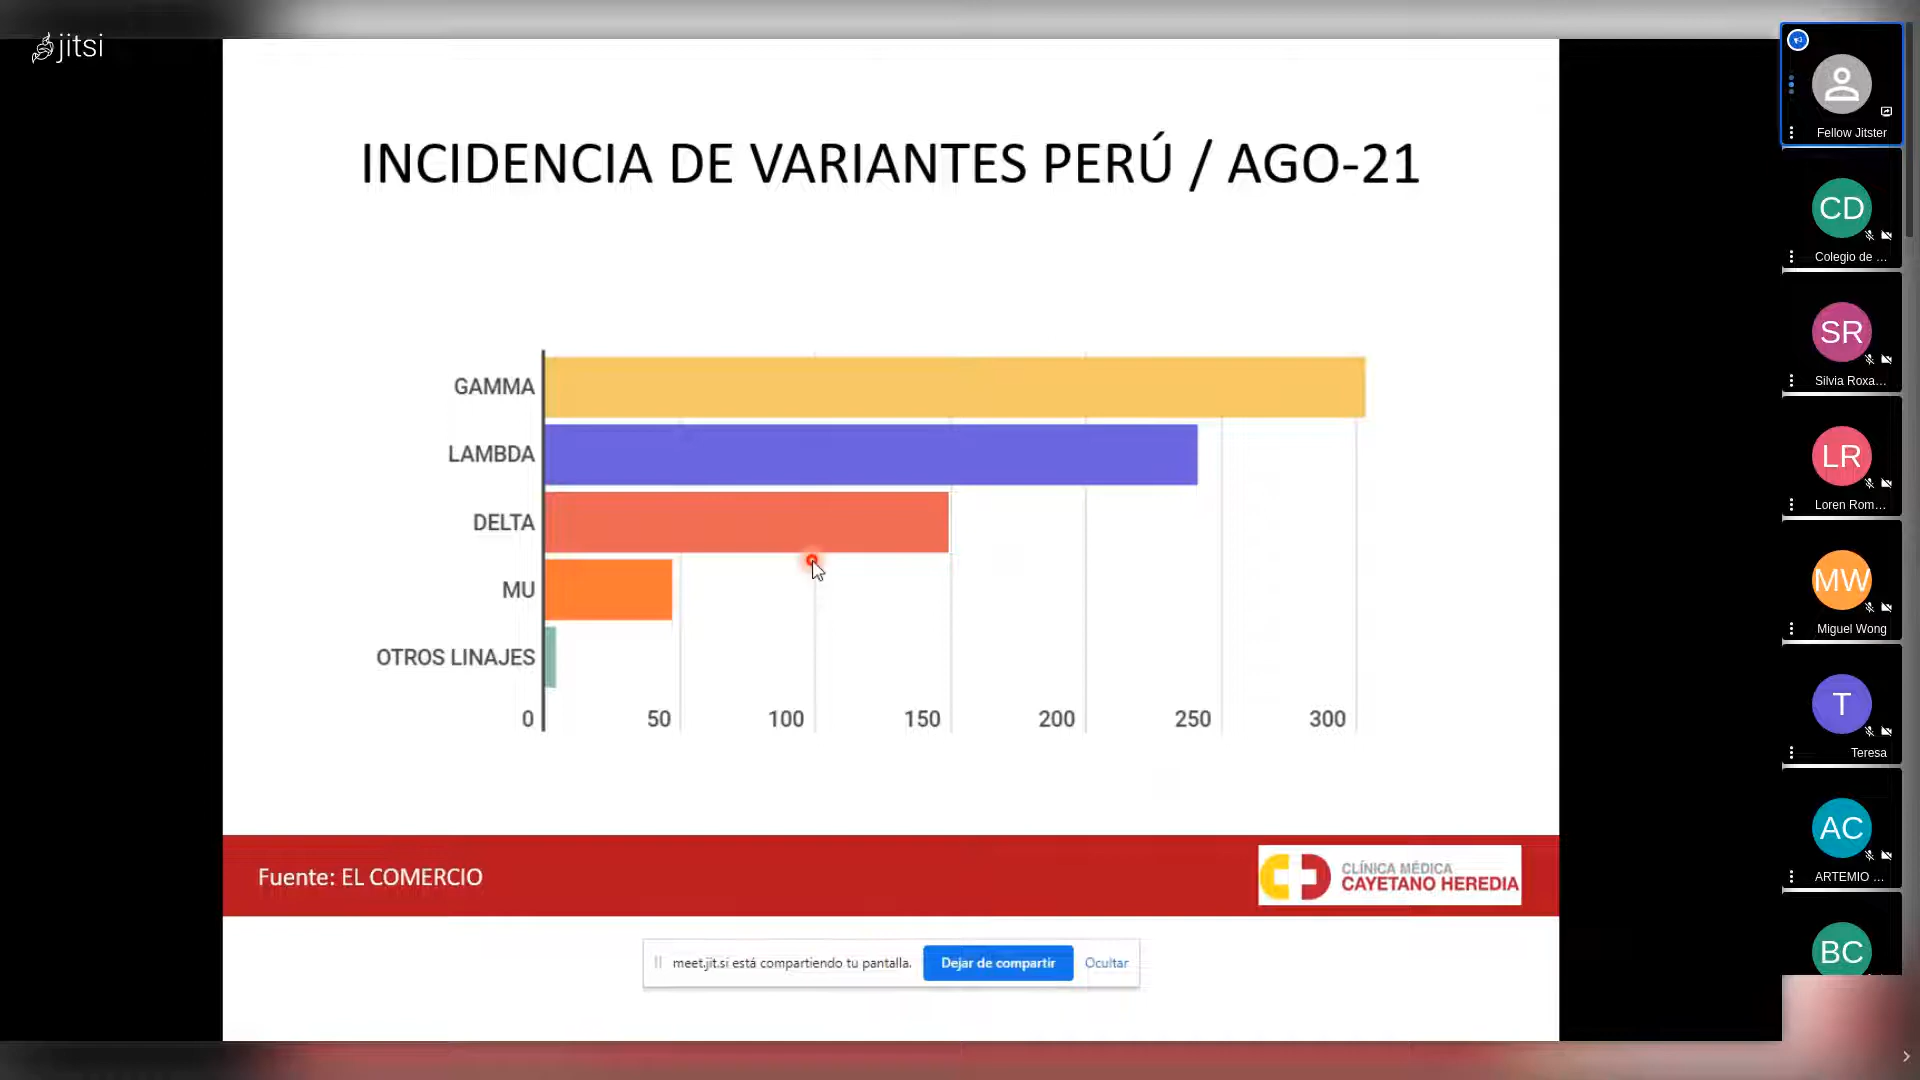 jitsi
INCIDENCIA DE VARIANTES PERÚ / AGO-21
GAMMA
LAMBDA
DELTA
MU
OTROS LINAJES
0 50 100 150 200 250 300
Fuente: EL COMERCIO
CLÍNICA MÉDICA
CAYETANO HEREDIA
meet.jit.si está compartiendo tu pantalla.
Dejar de compartir
Ocultar
Fellow Jitster
CD
Colegio de ...
SR
Silvia Roxa...
LR
Loren Rom...
MW
Miguel Wong
T
Teresa
AC
ARTEMIO ...
BC